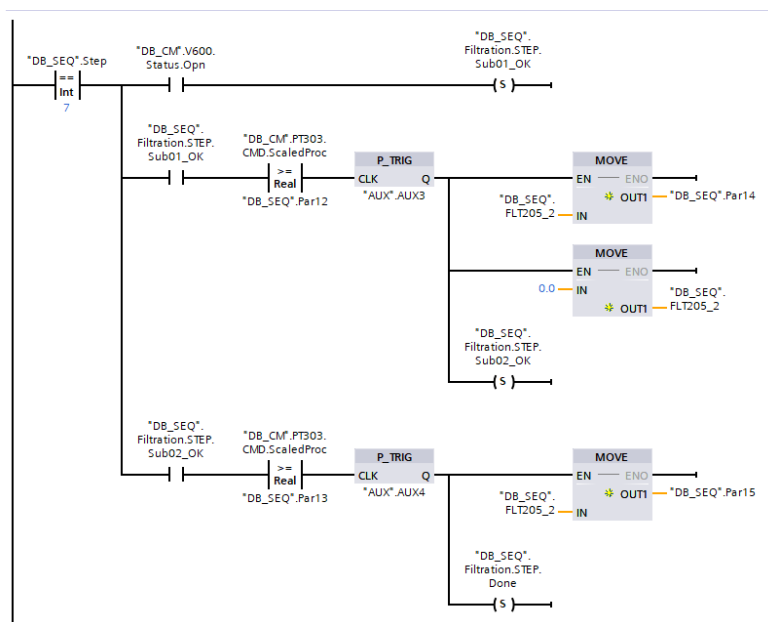 "DB_SEQ".Step
==
Int
7
"DB_CM".V600.
Status.Opn
"DB_SEQ".
Filtration.STEP.
Sub01_OK
S
"DB_SEQ".
Filtration.STEP.
Sub01_OK
"DB_CM".PT303.
CMD.ScaledProc
>=
Real
"DB_SEQ".Par12
P_TRIG
CLK Q
"AUX".AUX3
MOVE
EN ENO
OUT1
"DB_SEQ".Par14
"DB_SEQ".
FLT205_2
IN
MOVE
EN ENO
0.0
IN
OUT1
"DB_SEQ".
FLT205_2
"DB_SEQ".
Filtration.STEP.
Sub02_OK
S
"DB_SEQ".
Filtration.STEP.
Sub02_OK
"DB_CM".PT303.
CMD.ScaledProc
>=
Real
"DB_SEQ".Par13
P_TRIG
CLK Q
"AUX".AUX4
MOVE
EN ENO
OUT1
"DB_SEQ".Par15
"DB_SEQ".
FLT205_2
IN
"DB_SEQ".
Filtration.STEP.
Done
S